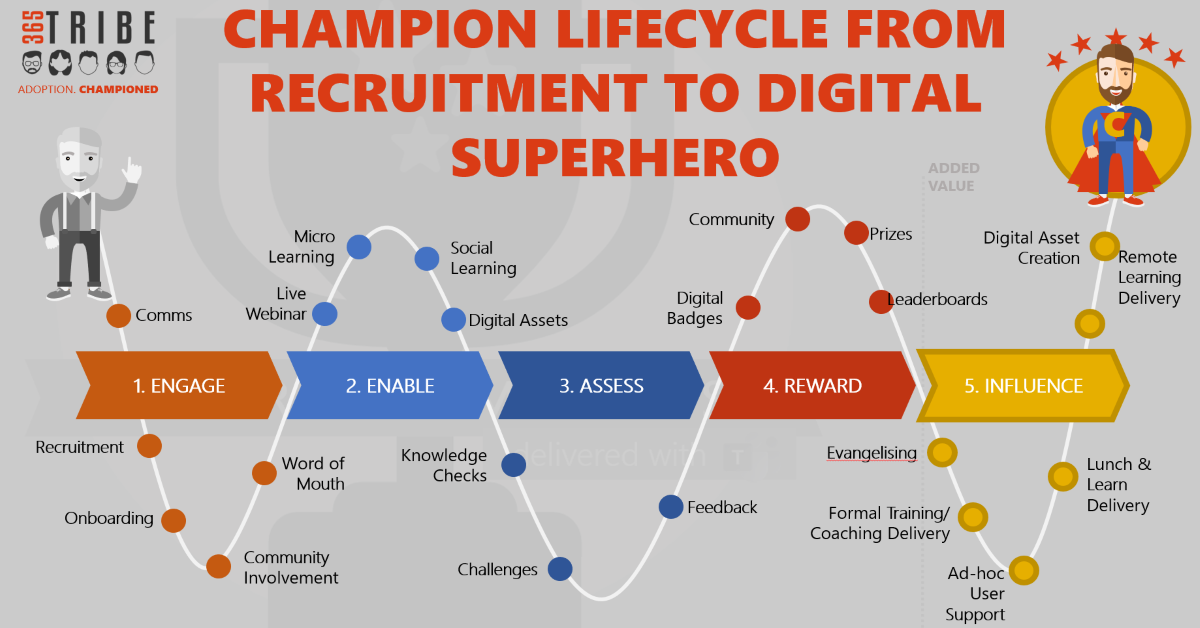 365 TRIBE
ADOPTION. CHAMPIONED
CHAMPION LIFECYCLE FROM
RECRUITMENT TO DIGITAL
SUPERHERO
C
ADDED
VALUE
Comms
Micro
Learning
Live
Webinar
Social
Learning
Digital Assets
Community
Prizes
Digital
Badges
Leaderboards
Digital Asset
Creation
Remote
Learning
Delivery
1. ENGAGE
2. ENABLE
3. ASSESS
4. REWARD
5. INFLUENCE
Recruitment
Onboarding
Word of
Mouth
Community
Involvement
Knowledge
Checks
Challenges
delivered with T
Feedback
Evangelising
Formal Training/
Coaching Delivery
Ad-hoc
User
Support
Lunch &
Learn
Delivery